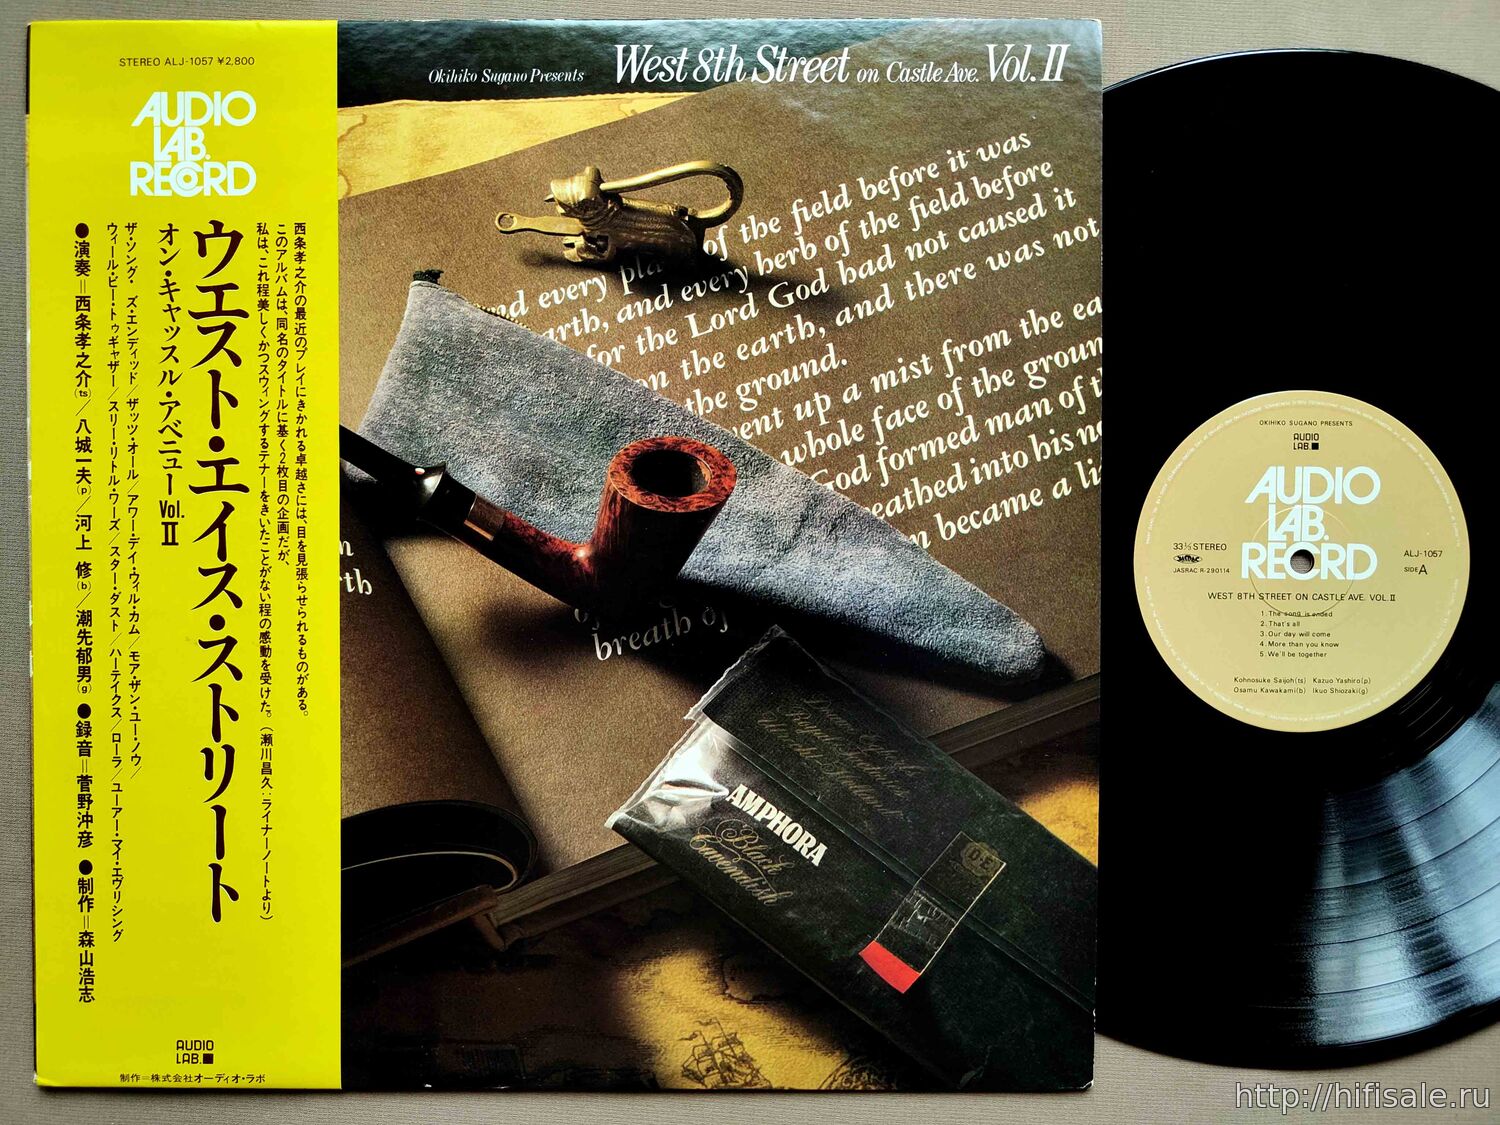 STEREO ALJ-1057 ¥2,800
AUDIO
LAB.
RECORD
西条孝之介の最近のプレイにきかれる卓越さには、目を見張らせられるものがある。
このアルバムは、同名のタイトルに基く2枚目の企画だが、
私は、これ程美しくかつスウィングするテナーをきいたことがない程の感動を受けた。(瀬川昌久:ライナーノートより)
ウエスト・エイス・ストリート
オン・キャッスル・アベニュー Vol. II
ザ・ソング・ズ・エンディッド/ザッツ・オール/アワー・デイ・ウィル・カム/モア・ザン・ユー・ノウ/
ウィール・ビー・トゥギャザー/スリー・リトル・ワーズ/スター・ダスト/ハーテイクス/ローラ/ユーアー・マイ・エヴリシング
●演奏=西条孝之介(ts)/八城一夫(p)/河上 修(b)/潮先郁男(g) ●録音=菅野沖彦 ●制作=森山浩志
AUDIO
LAB.
制作=株式会社オーディオ・ラボ
Okihiko Sugano Presents West 8th Street on Castle Ave. Vol. II
of the field before it was
and every herb of the field before
for the Lord God had not caused it
on the earth, and there was not
the ground.
up a mist from the
whole face of the
God formed man of
into his
became a
breath of
AMPHORA
Black
Cavendish
D·E
OKIHIKO SUGANO PRESENTS
AUDIO
LAB.
AUDIO
LAB.
RECORD
33⅓ STEREO
JASRAC R-290114
ALJ-1057
SIDE A
WEST 8TH STREET ON CASTLE AVE. VOL.II
1. The song is ended
2. That's all
3. Our day will come
4. More than you know
5. We'll be together
Kohnosuke Saijoh(ts) Kazuo Yashiro(p)
Osamu Kawakami(b) Ikuo Shiozaki(g)
http://hifisale.ru